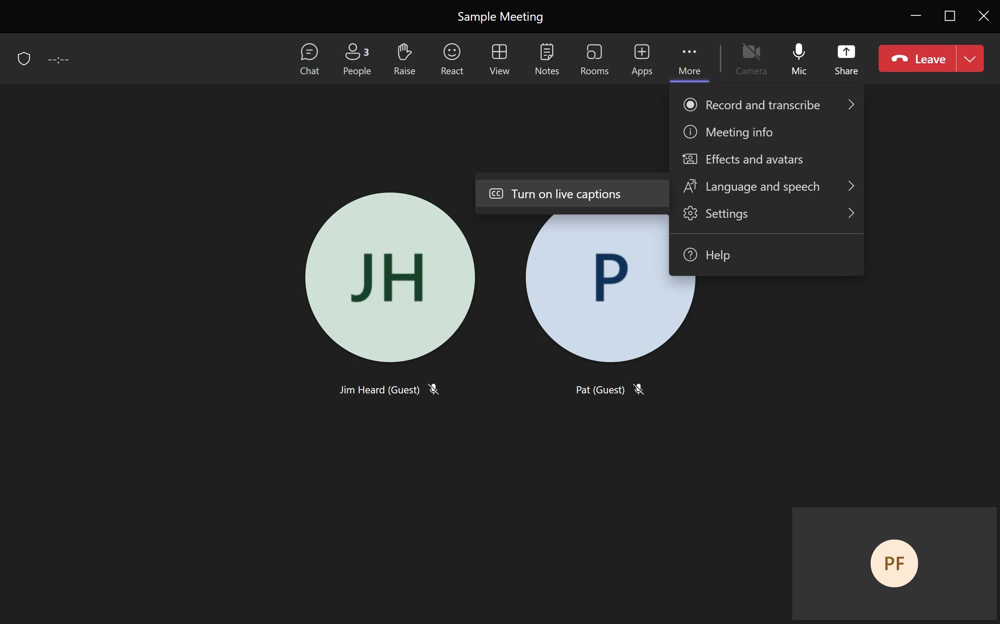 Sample Meeting
--:--
Chat
People 3
Raise
React
View
Notes
Rooms
Apps
More
Camera
Mic
Share
Leave
Record and transcribe
Meeting info
Effects and avatars
Language and speech
CC Turn on live captions
Settings
Help
JH
P
Jim Heard (Guest)
Pat (Guest)
PF